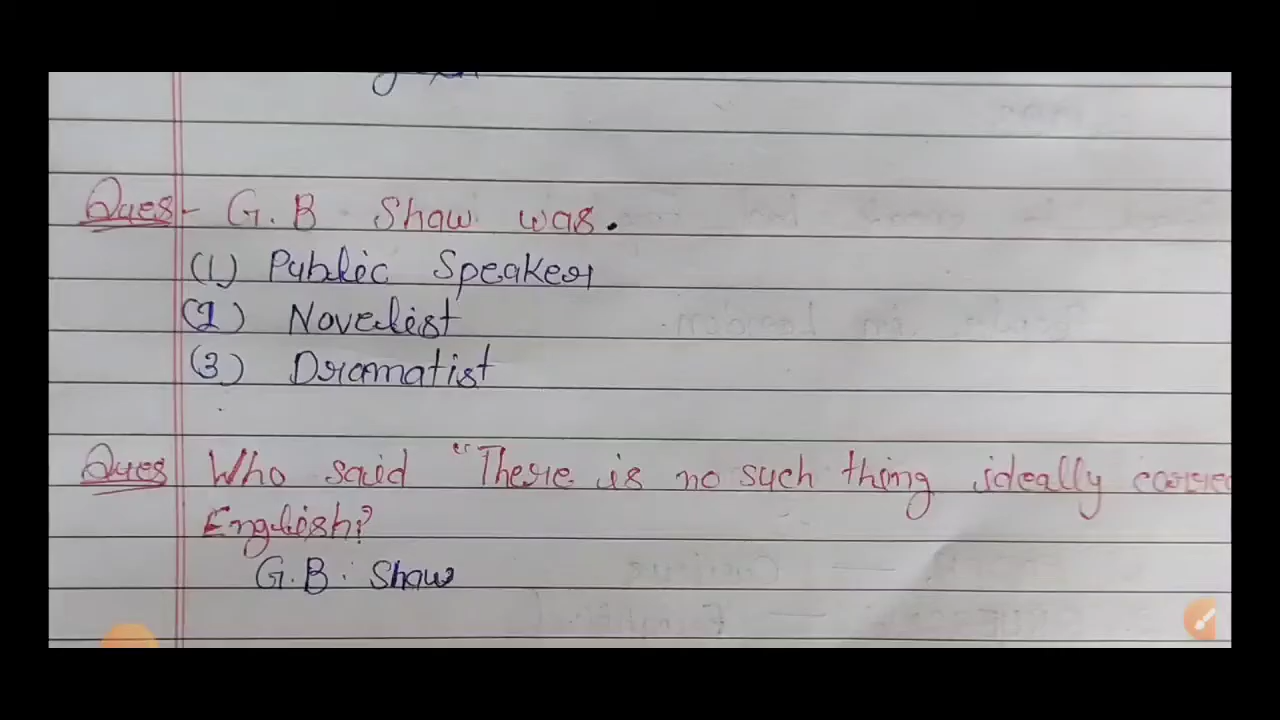 Ques - G.B. Shaw was.
(1) Public Speaker
(2) Novelist
(3) Dramatist
Ques Who said "There is no such thing ideally
English?
G.B. Shaw